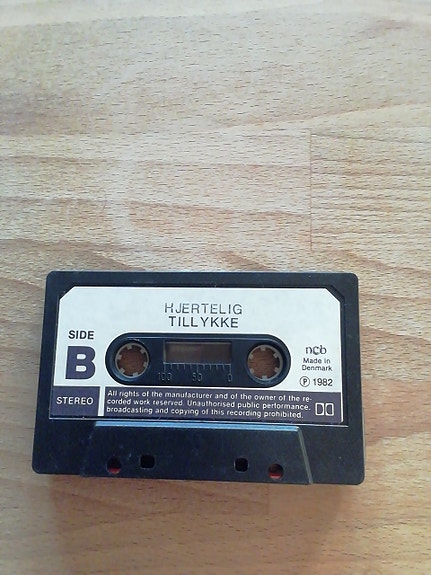 HJERTELIG
TILLYKKE
SIDE
B
ncb
Made in
Denmark
Ⓟ 1982
100 50 0
STEREO
All rights of the manufacturer and of the owner of the re-
corded work reserved. Unauthorised public performance,
broadcasting and copying of this recording prohibited.